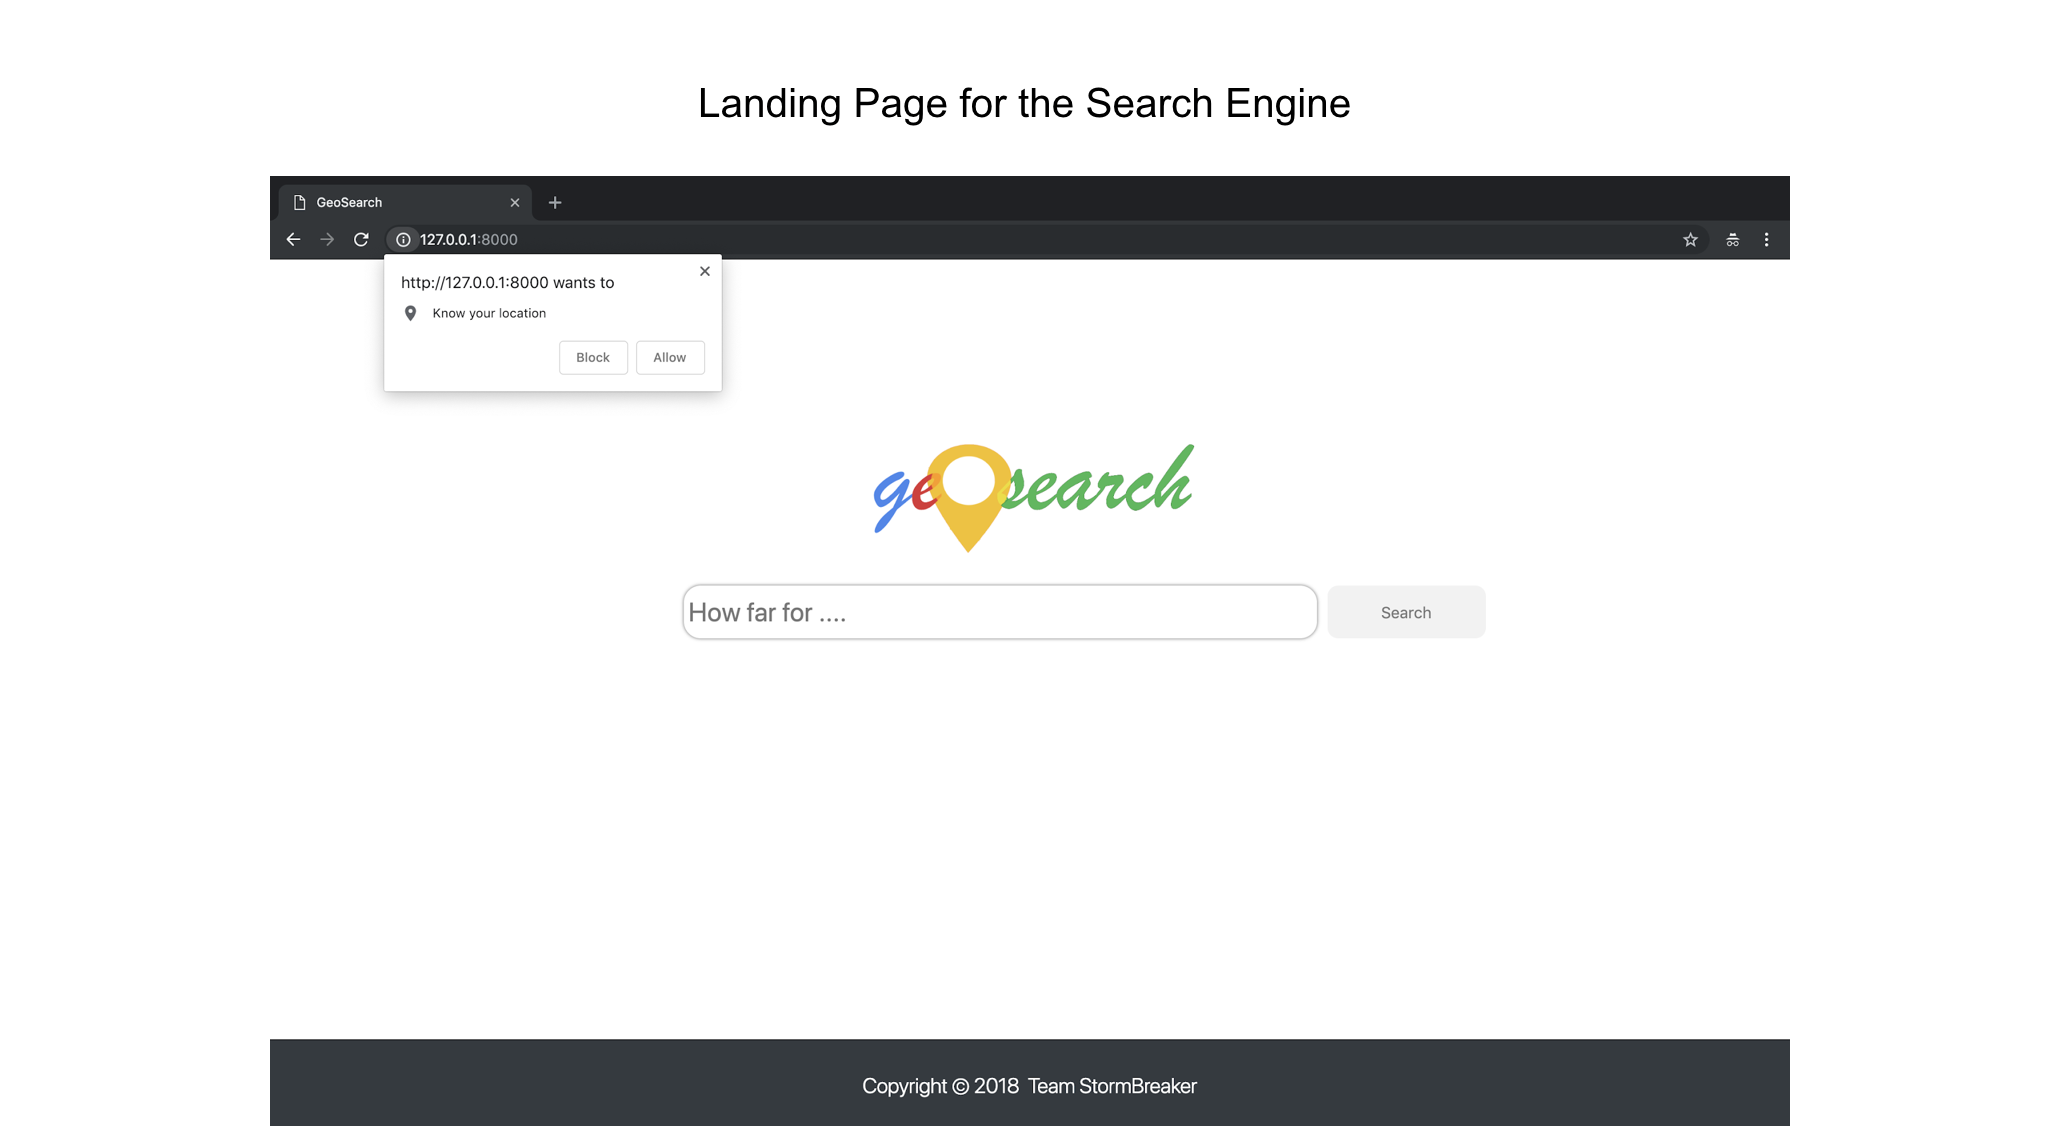 Landing Page for the Search Engine
GeoSearch
127.0.0.1:8000
http://127.0.0.1:8000 wants to
Know your location
Block Allow
geosearch
How far for ....
Search
Copyright © 2018 Team StormBreaker